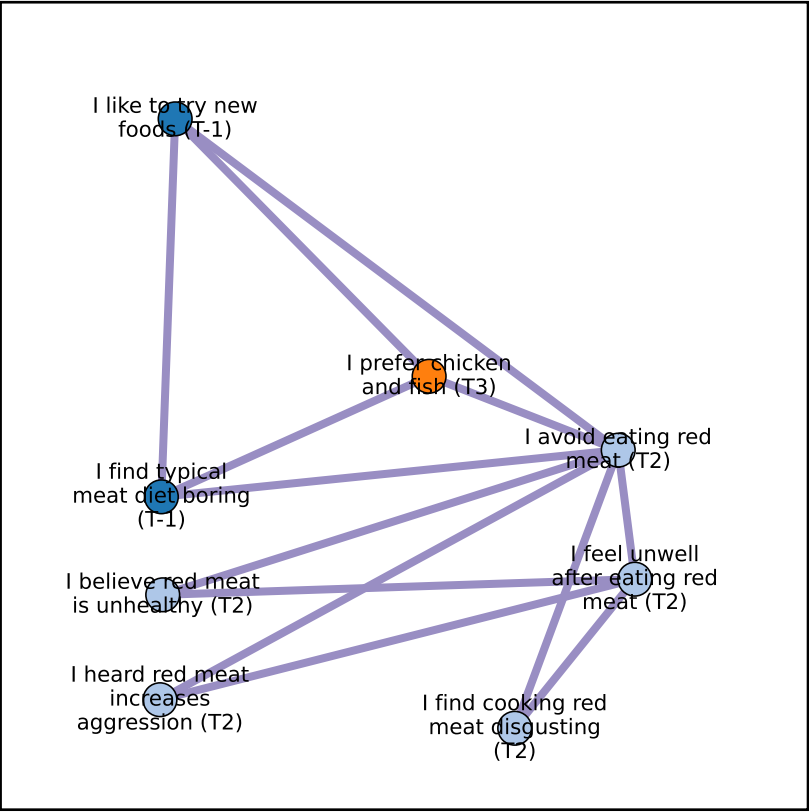 I like to try new
foods (T-1)
I prefer chicken
and fish (T3)
I avoid eating red
meat (T2)
I find typical
meat diet boring
(T-1)
I feel unwell
after eating red
meat (T2)
I believe red meat
is unhealthy (T2)
I heard red meat
increases
aggression (T2)
I find cooking red
meat disgusting
(T2)